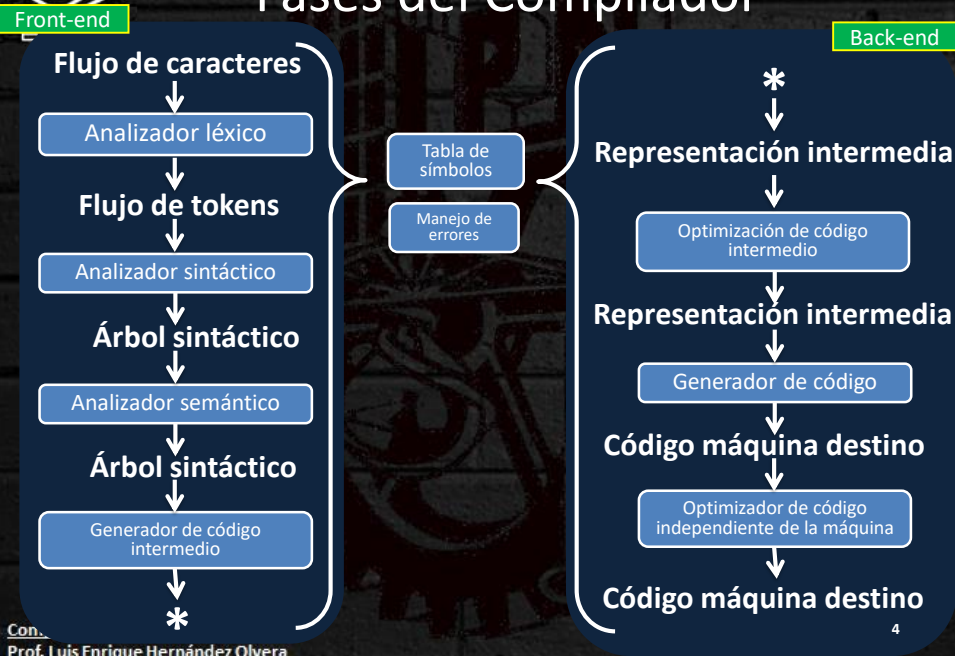 Fases del Compilador
Front-end
Flujo de caracteres
Analizador léxico
Flujo de tokens
Analizador sintáctico
Árbol sintáctico
Analizador semántico
Árbol sintáctico
Generador de código
intermedio
*
Tabla de
símbolos
Manejo de
errores
Back-end
*
Representación intermedia
Optimización de código
intermedio
Representación intermedia
Generador de código
Código máquina destino
Optimizador de código
independiente de la máquina
Código máquina destino
4
Prof. Luis Enrique Hernández Olvera